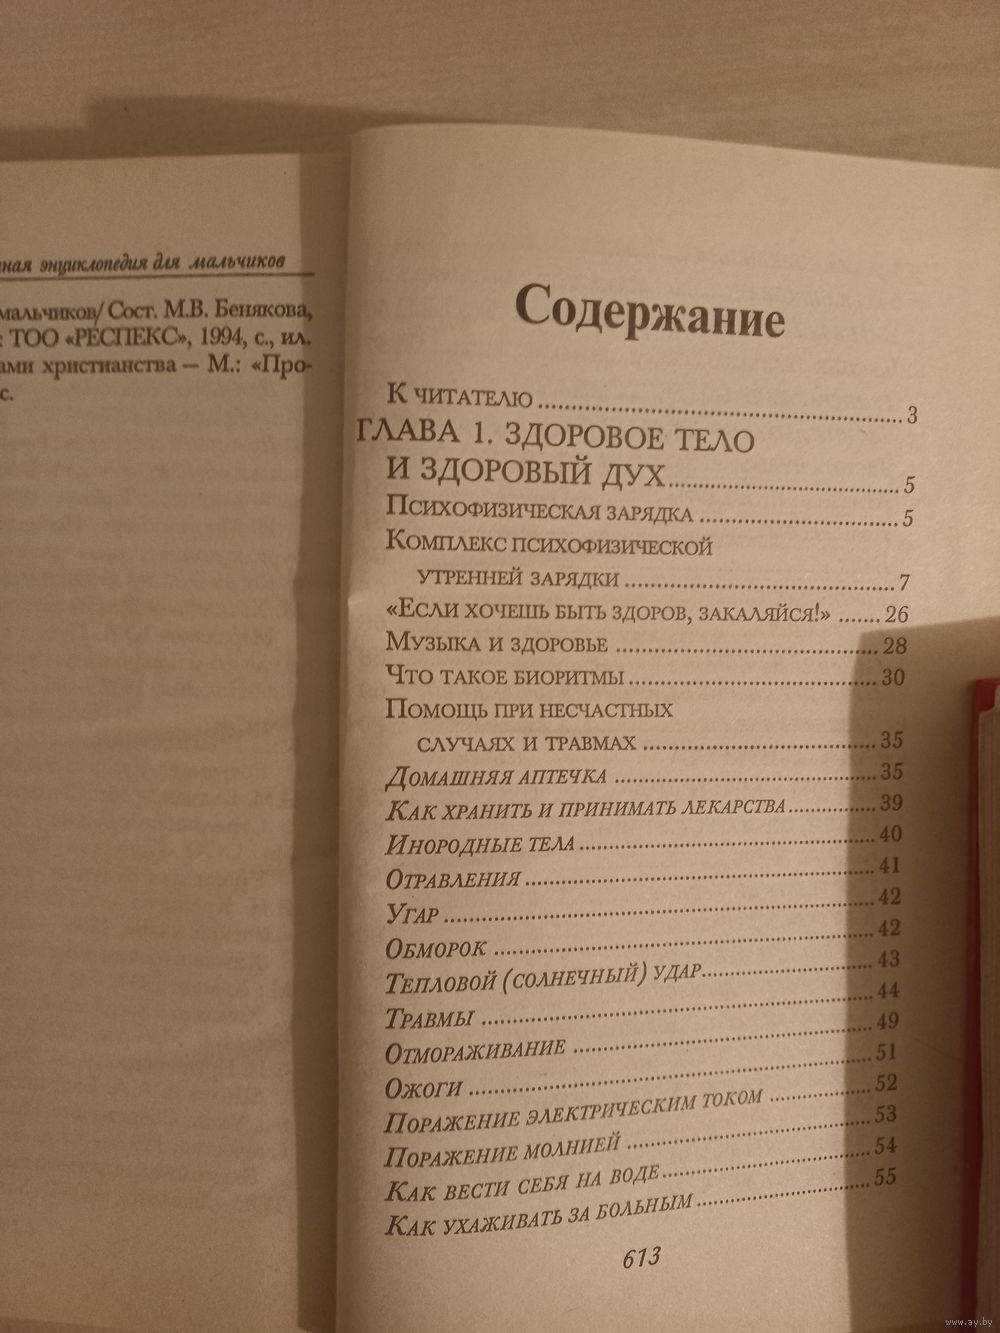 энциклопедия для мальчиков
мальчиков/ Сост. М.В. Бенякова,
: ТОО «РЕСПЕКС», 1994, с., ил.
христианства — М.: «Про-
с.
Содержание
К читателю ... 3
ГЛАВА 1. ЗДОРОВОЕ ТЕЛО
И ЗДОРОВЫЙ ДУХ ... 5
Психофизическая зарядка ... 5
Комплекс психофизической
утренней зарядки ... 7
«Если хочешь быть здоров, закаляйся!» ... 26
Музыка и здоровье ... 28
Что такое биоритмы ... 30
Помощь при несчастных
случаях и травмах ... 35
Домашняя аптечка ... 35
Как хранить и принимать лекарства ... 39
Инородные тела ... 40
Отравления ... 41
Угар ... 42
Обморок ... 42
Тепловой (солнечный) удар ... 43
Травмы ... 44
Отмораживание ... 49
Ожоги ... 51
Поражение электрическим током ... 52
Поражение молнией ... 53
Как вести себя на воде ... 54
Как ухаживать за больным ... 55
613
www.ay.by